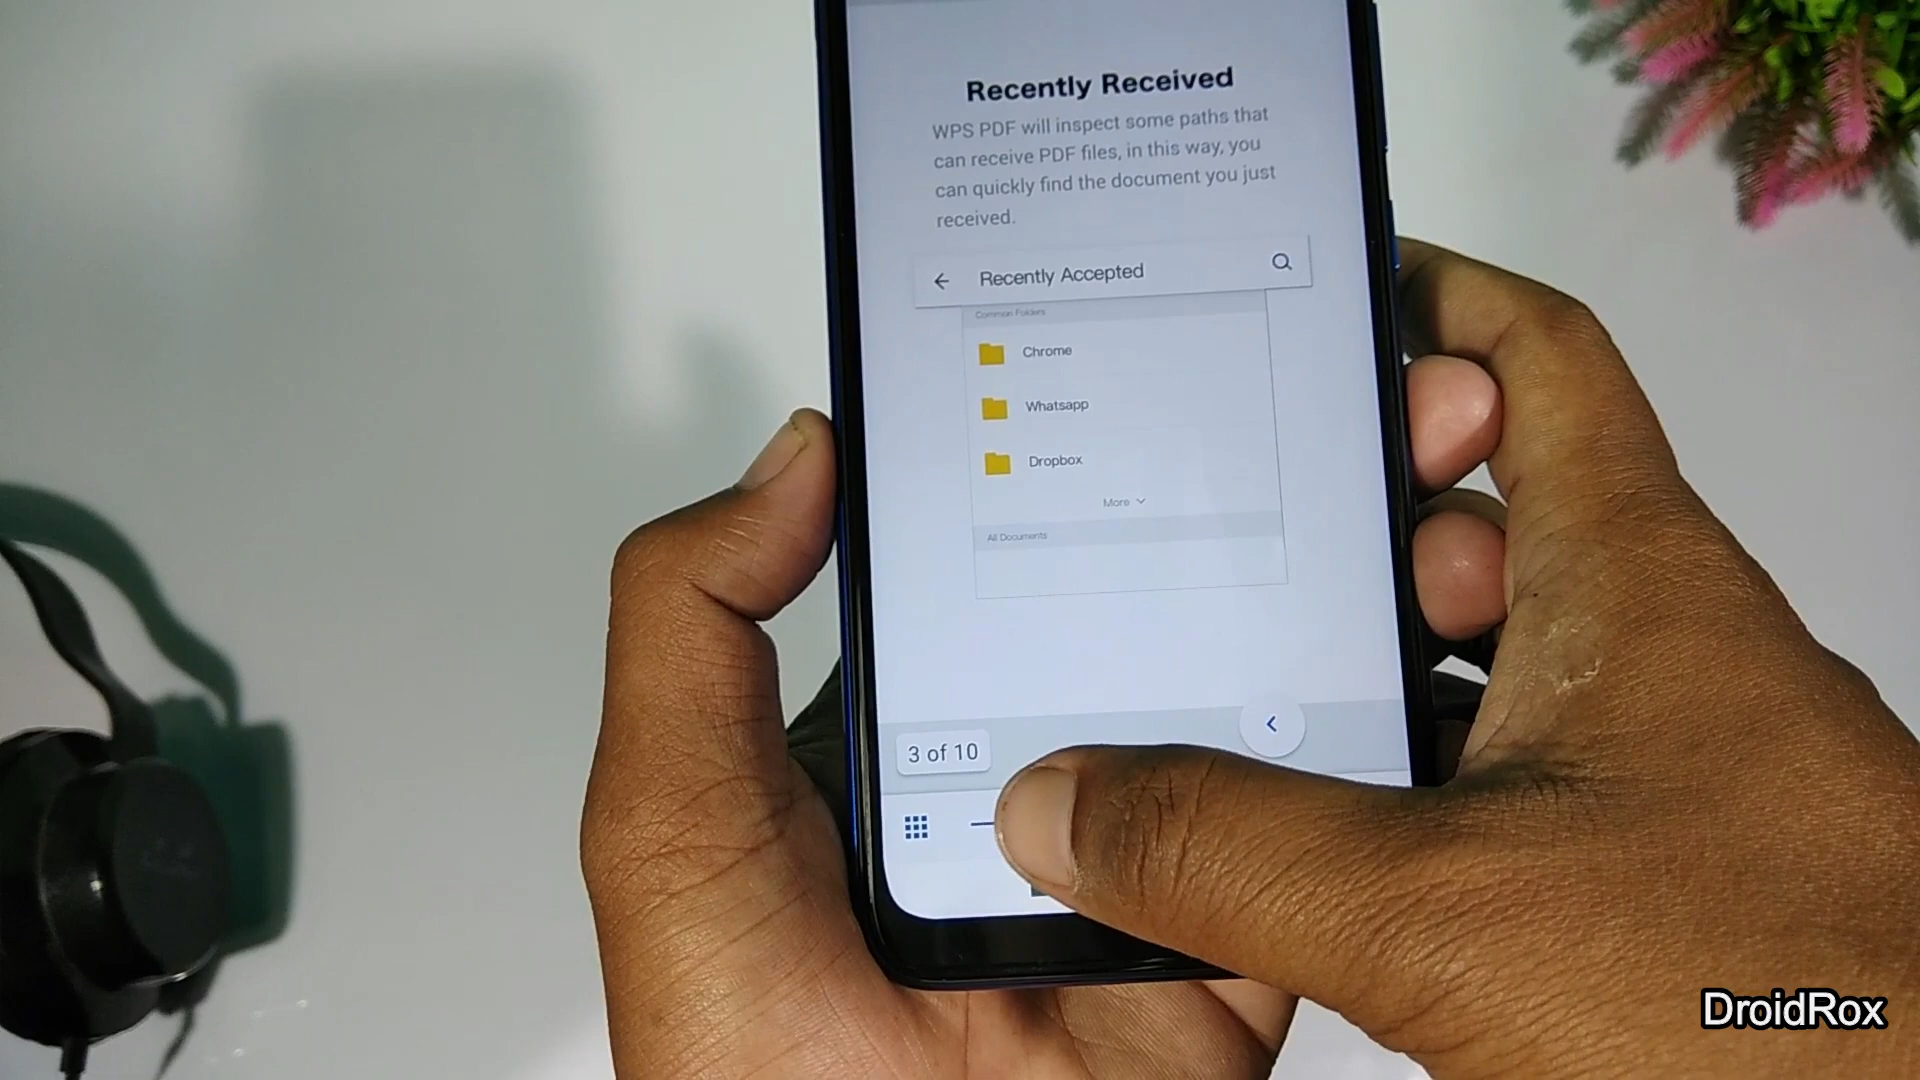 Recently Received
WPS PDF will inspect some paths that
can receive PDF files, in this way, you
can quickly find the document you just
received.
Recently Accepted
Common Folders
Chrome
Whatsapp
Dropbox
More
All Documents
3 of 10
DroidRox